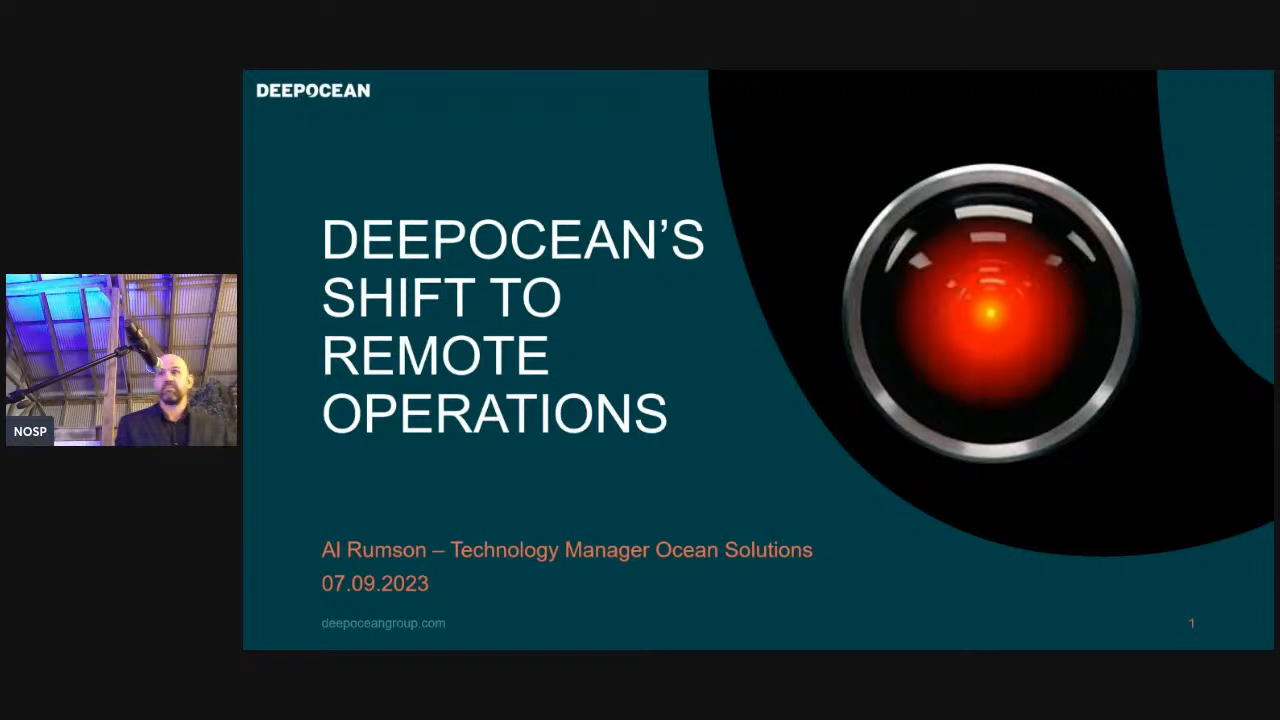 DEEPOCEAN
DEEPOCEAN'S
SHIFT TO
REMOTE
OPERATIONS
Al Rumson – Technology Manager Ocean Solutions
07.09.2023
deepoceangroup.com
1
NOSP